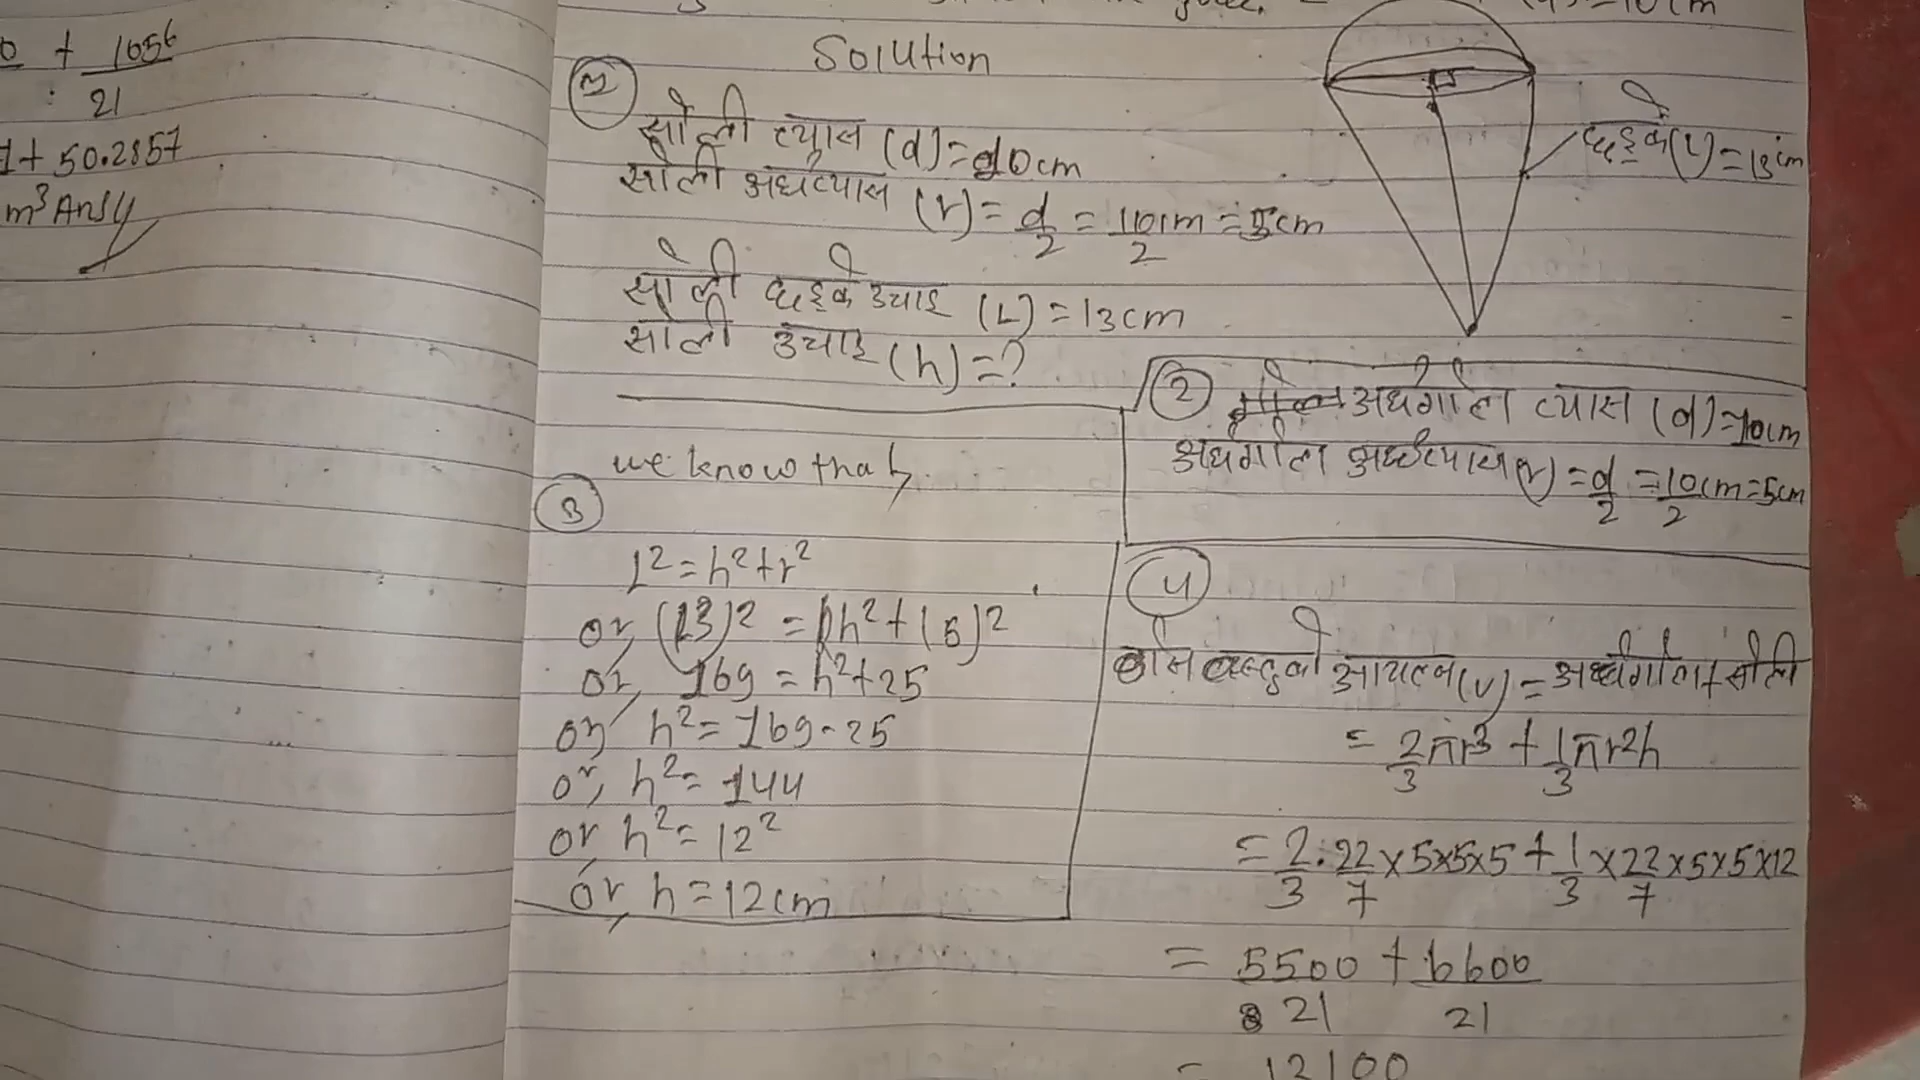 + 1056
21
+ 50.2857
m³ Ans//
Solution
सोली व्यास (d)=10cm
सोली अर्धव्यास (r)= d/2 = 10cm/2 = 5cm
सोली छड्के उचाइ (L)=13cm
सोली उचाइ (h)=?
छड्के (L)=13cm
② अर्धगोला व्यास (d)=10cm
अर्धगोला अर्धव्यास (r)= d/2 = 10cm/2 = 5cm
we know that,
3
L²=h²+r²
or, (13)² = h²+(5)²
or, 169 = h²+25
or h²= 169-25
or, h²= 144
or h²= 12²
or, h=12cm
4
ठोस वस्तुको आयतन (V) = अर्धगोला + सोली
= 2/3 πr³ + 1/3 πr²h
= 2/3 . 22/7 ×5×5×5 + 1/3 × 22/7 ×5×5×12
= 5500/21 + 6600/21
= 12100